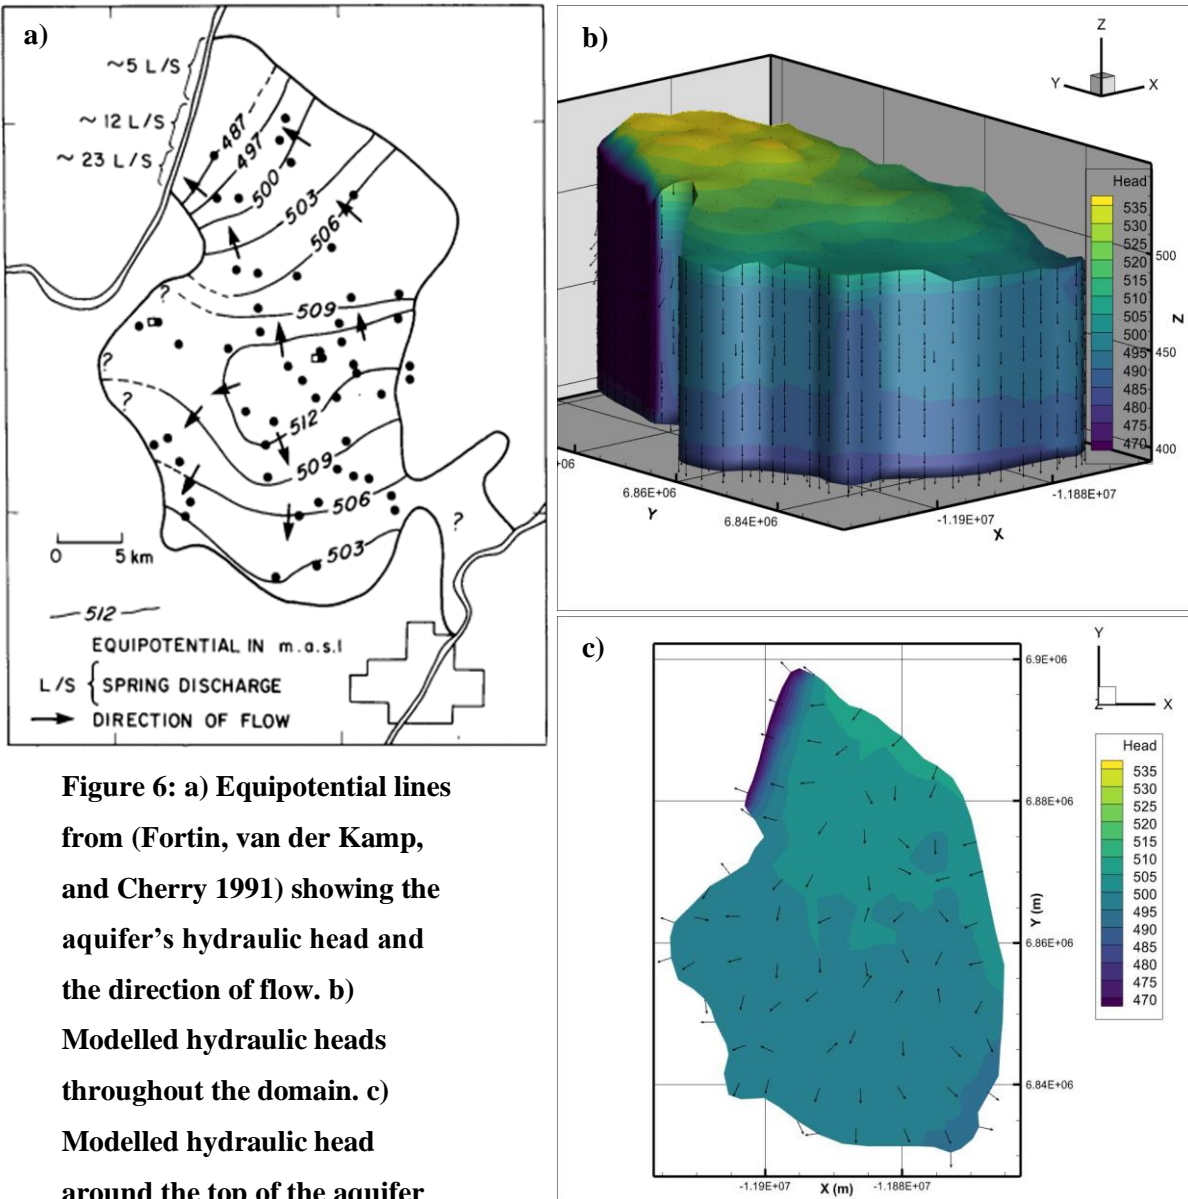 a)
~5 L/S
~ 12 L/S
~ 23 L/S
487
497
500
503
506
509
?
?
?
512
509
506
503
?
0 5 km
512
EQUIPOTENTIAL IN m.a.s.l
L/S { SPRING DISCHARGE
DIRECTION OF FLOW
b)
Z
Y X
Head
535
530
525
520
515
510
505
500
495
490
485
480
475
470
500
450
400
Z
+06
6.86E+06
6.84E+06
Y
-1.19E+07
-1.188E+07
X
c)
Y
Z X
Head
535
530
525
520
515
510
505
500
495
490
485
480
475
470
6.9E+06
6.88E+06
6.86E+06
6.84E+06
Y (m)
-1.19E+07
-1.188E+07
X (m)
Figure 6: a) Equipotential lines
from (Fortin, van der Kamp,
and Cherry 1991) showing the
aquifer’s hydraulic head and
the direction of flow. b)
Modelled hydraulic heads
throughout the domain. c)
Modelled hydraulic head
around the top of the aquifer